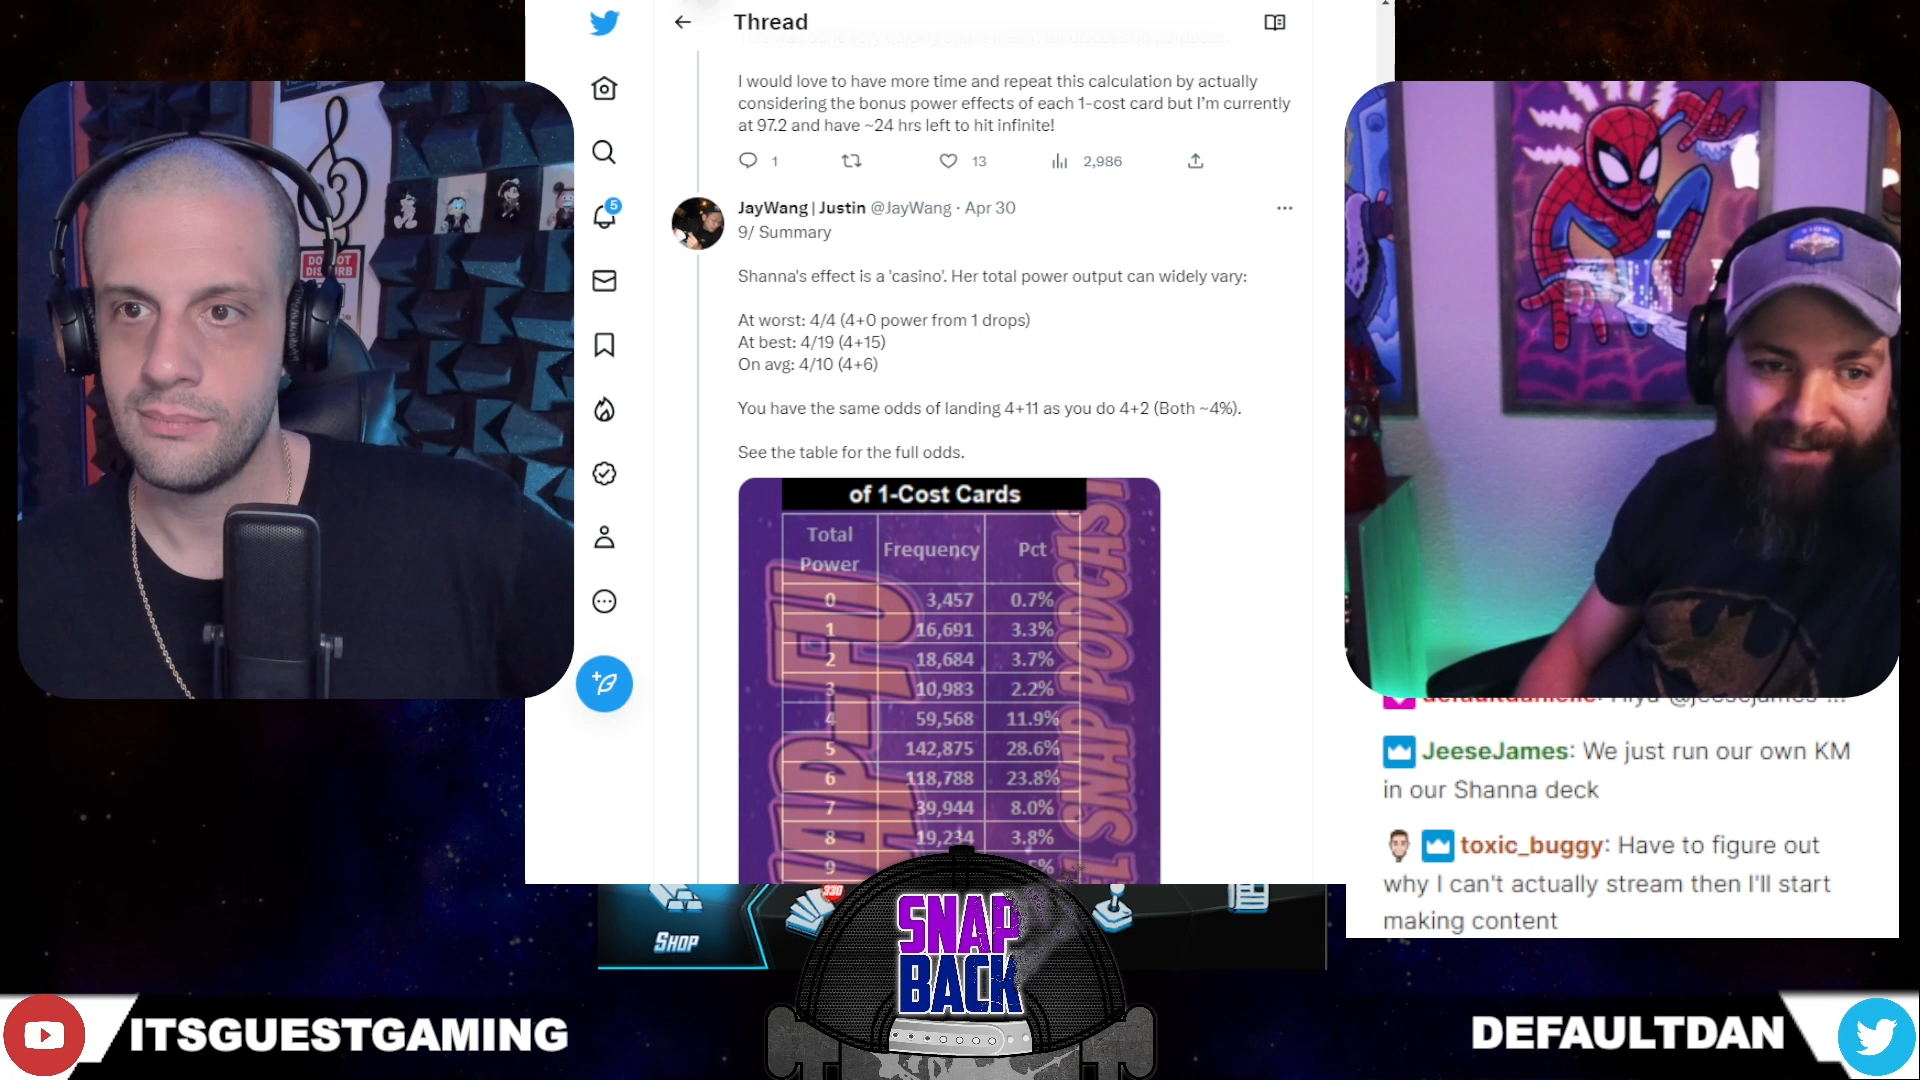 Thread
I would love to have more time and repeat this calculation by actually
considering the bonus power effects of each 1-cost card but I'm currently
at 97.2 and have ~24 hrs left to hit infinite!
1 13 2,986
JayWang | Justin @JayWang · Apr 30
9/ Summary
Shanna's effect is a 'casino'. Her total power output can widely vary:
At worst: 4/4 (4+0 power from 1 drops)
At best: 4/19 (4+15)
On avg: 4/10 (4+6)
You have the same odds of landing 4+11 as you do 4+2 (Both ~4%).
See the table for the full odds.
of 1-Cost Cards
Total Power Frequency Pct
0 3,457 0.7%
1 16,691 3.3%
2 18,684 3.7%
3 10,983 2.2%
4 59,568 11.9%
5 142,875 28.6%
6 118,788 23.8%
7 39,944 8.0%
8 19,234 3.8%
9
SNAP PODCAST
5
DO NOT
DISTURB
JeeseJames: We just run our own KM
in our Shanna deck
toxic_buggy: Have to figure out
why I can't actually stream then I'll start
making content
SHOP
330
SNAP
BACK
ITSGUESTGAMING
DEFAULTDAN